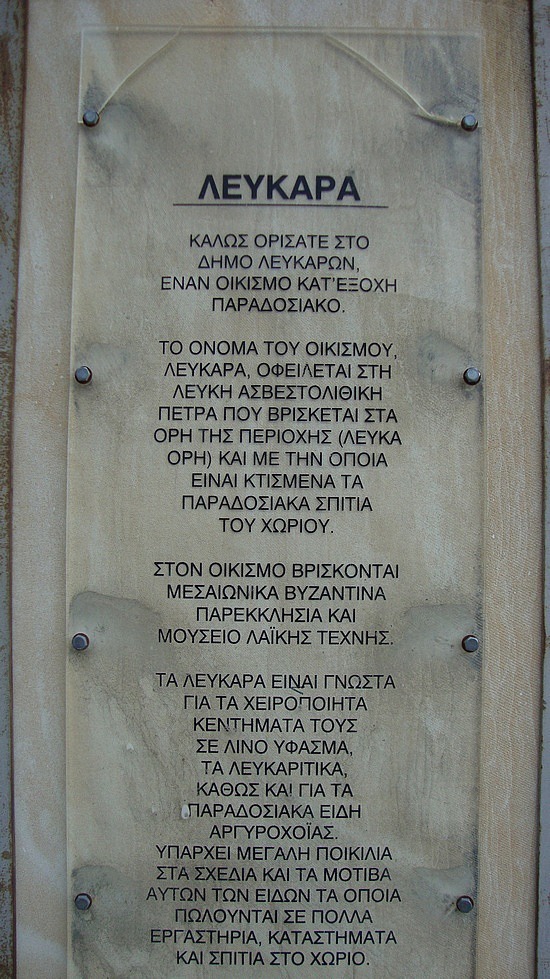 ΛΕΥΚΑΡΑ
ΚΑΛΩΣ ΟΡΙΣΑΤΕ ΣΤΟ
ΔΗΜΟ ΛΕΥΚΑΡΩΝ,
ΕΝΑΝ ΟΙΚΙΣΜΟ ΚΑΤ'ΕΞΟΧΗ
ΠΑΡΑΔΟΣΙΑΚΟ.
ΤΟ ΟΝΟΜΑ ΤΟΥ ΟΙΚΙΣΜΟΥ,
ΛΕΥΚΑΡΑ, ΟΦΕΙΛΕΤΑΙ ΣΤΗ
ΛΕΥΚΗ ΑΣΒΕΣΤΟΛΙΘΙΚΗ
ΠΕΤΡΑ ΠΟΥ ΒΡΙΣΚΕΤΑΙ ΣΤΑ
ΟΡΗ ΤΗΣ ΠΕΡΙΟΧΗΣ (ΛΕΥΚΑ
ΟΡΗ) ΚΑΙ ΜΕ ΤΗΝ ΟΠΟΙΑ
ΕΙΝΑΙ ΚΤΙΣΜΕΝΑ ΤΑ
ΠΑΡΑΔΟΣΙΑΚΑ ΣΠΙΤΙΑ
ΤΟΥ ΧΩΡΙΟΥ.
ΣΤΟΝ ΟΙΚΙΣΜΟ ΒΡΙΣΚΟΝΤΑΙ
ΜΕΣΑΙΩΝΙΚΑ ΒΥΖΑΝΤΙΝΑ
ΠΑΡΕΚΚΛΗΣΙΑ ΚΑΙ
ΜΟΥΣΕΙΟ ΛΑΪΚΗΣ ΤΕΧΝΗΣ.
ΤΑ ΛΕΥΚΑΡΑ ΕΙΝΑΙ ΓΝΩΣΤΑ
ΓΙΑ ΤΑ ΧΕΙΡΟΠΟΙΗΤΑ
ΚΕΝΤΗΜΑΤΑ ΤΟΥΣ
ΣΕ ΛΙΝΟ ΥΦΑΣΜΑ,
ΤΑ ΛΕΥΚΑΡΙΤΙΚΑ,
ΚΑΘΩΣ ΚΑΙ ΓΙΑ ΤΑ
ΠΑΡΑΔΟΣΙΑΚΑ ΕΙΔΗ
ΑΡΓΥΡΟΧΟΪΑΣ.
ΥΠΑΡΧΕΙ ΜΕΓΑΛΗ ΠΟΙΚΙΛΙΑ
ΣΤΑ ΣΧΕΔΙΑ ΚΑΙ ΤΑ ΜΟΤΙΒΑ
ΑΥΤΩΝ ΤΩΝ ΕΙΔΩΝ ΤΑ ΟΠΟΙΑ
ΠΩΛΟΥΝΤΑΙ ΣΕ ΠΟΛΛΑ
ΕΡΓΑΣΤΗΡΙΑ, ΚΑΤΑΣΤΗΜΑΤΑ
ΚΑΙ ΣΠΙΤΙΑ ΣΤΟ ΧΩΡΙΟ.